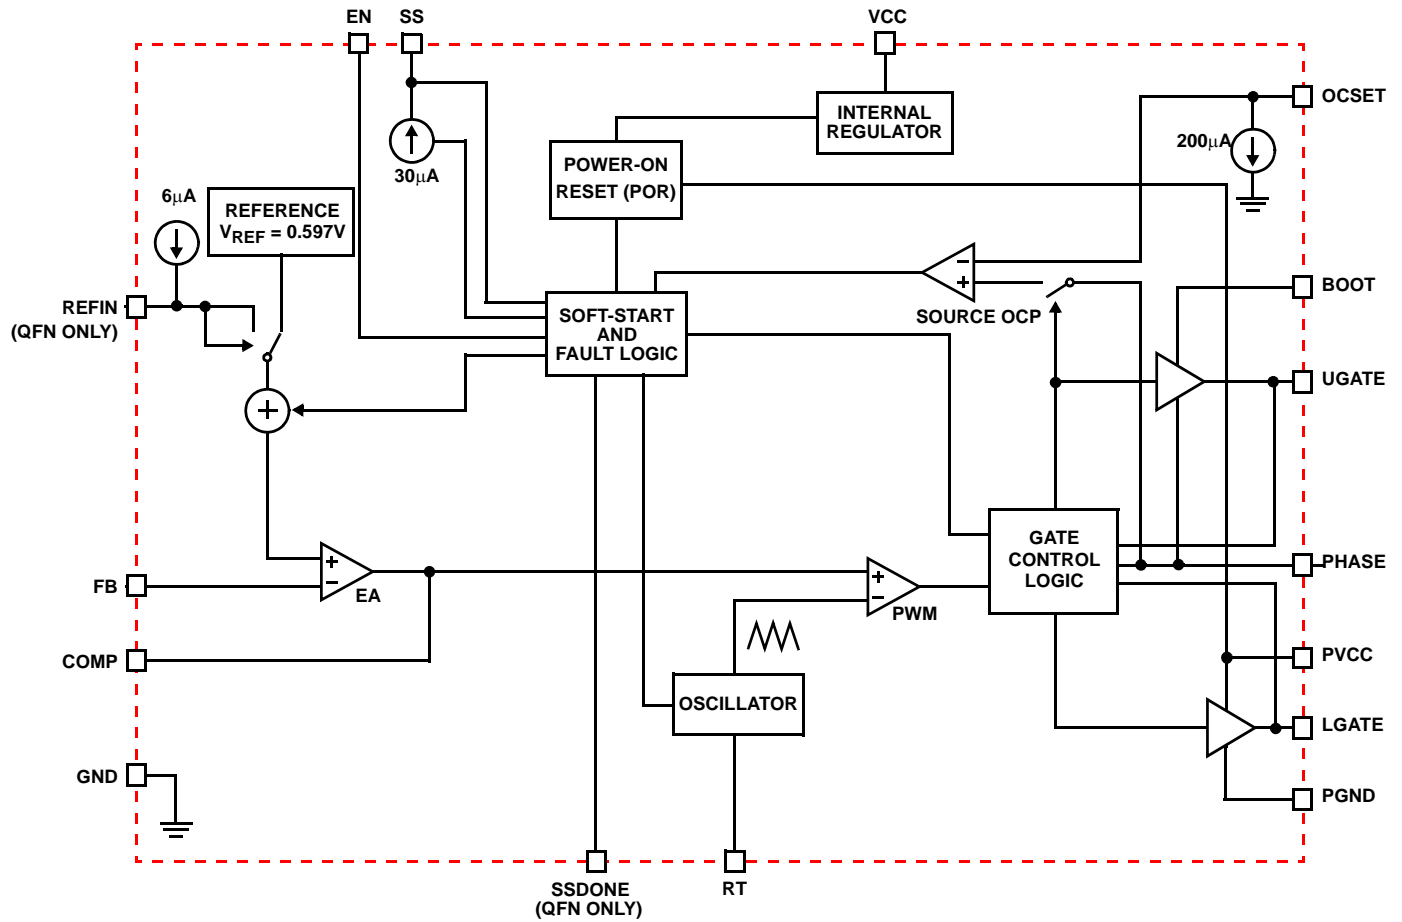 EN
SS
VCC
OCSET
INTERNAL
REGULATOR
200µA
30µA
POWER-ON
RESET (POR)
6µA
REFERENCE
VREF = 0.597V
REFIN
(QFN ONLY)
SOFT-START
AND
FAULT LOGIC
SOURCE OCP
BOOT
UGATE
+
−
+
−
+
−
+
FB
EA
PWM
GATE
CONTROL
LOGIC
PHASE
COMP
PVCC
OSCILLATOR
LGATE
GND
PGND
SSDONE
(QFN ONLY)
RT